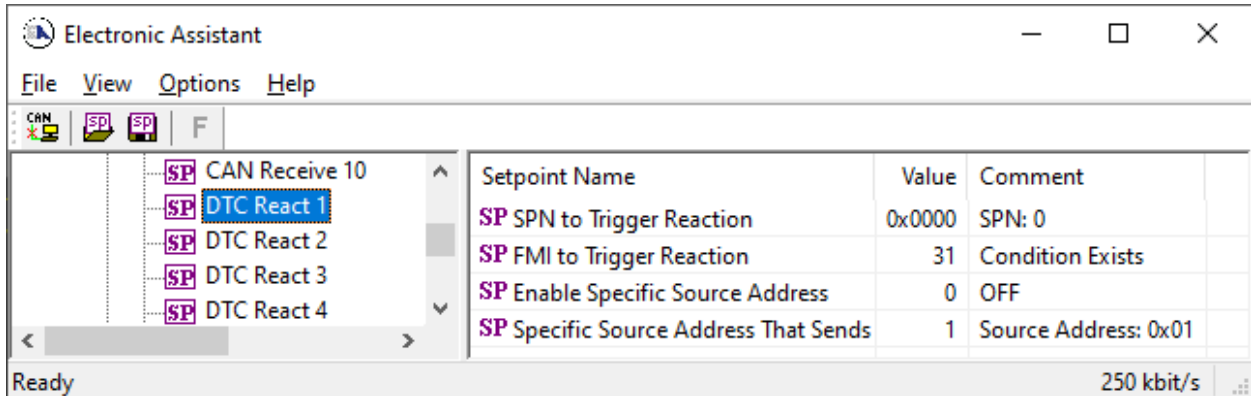 Electronic Assistant
File View Options Help
CAN SP SP F
SP CAN Receive 10
SP DTC React 1
SP DTC React 2
SP DTC React 3
SP DTC React 4
Setpoint Name Value Comment
SP SPN to Trigger Reaction 0x0000 SPN: 0
SP FMI to Trigger Reaction 31 Condition Exists
SP Enable Specific Source Address 0 OFF
SP Specific Source Address That Sends 1 Source Address: 0x01
Ready 250 kbit/s